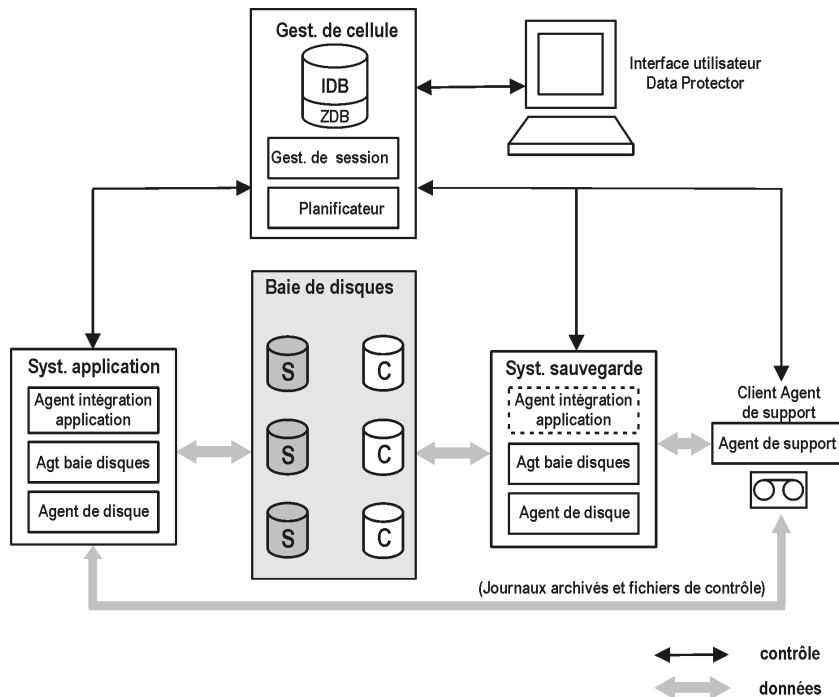 Gest. de cellule
IDB
ZDB
Gest. de session
Planificateur
Interface utilisateur
Data Protector
Baie de disques
S C
S C
S C
Syst. application
Agent intégration
application
Agt baie disques
Agent de disque
Syst. sauvegarde
Agent intégration
application
Agt baie disques
Agent de disque
Client Agent
de support
Agent de support
(Journaux archivés et fichiers de contrôle)
contrôle
données